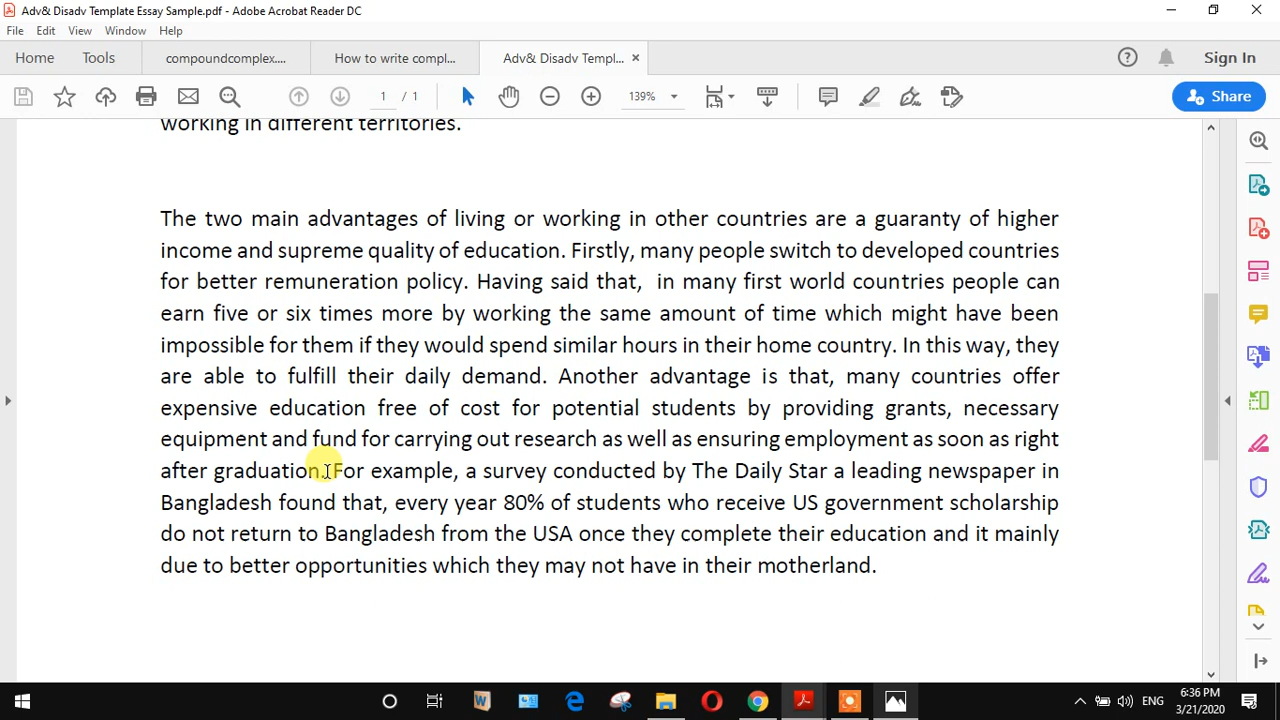 Adv& Disadv Template Essay Sample.pdf - Adobe Acrobat Reader DC
File Edit View Window Help
Home Tools compoundcomplex.... How to write compl... Adv& Disadv Templ... Sign In
1 / 1 139% Share
working in different territories.
The two main advantages of living or working in other countries are a guaranty of higher
income and supreme quality of education. Firstly, many people switch to developed countries
for better remuneration policy. Having said that, in many first world countries people can
earn five or six times more by working the same amount of time which might have been
impossible for them if they would spend similar hours in their home country. In this way, they
are able to fulfill their daily demand. Another advantage is that, many countries offer
expensive education free of cost for potential students by providing grants, necessary
equipment and fund for carrying out research as well as ensuring employment as soon as right
after graduation. For example, a survey conducted by The Daily Star a leading newspaper in
Bangladesh found that, every year 80% of students who receive US government scholarship
do not return to Bangladesh from the USA once they complete their education and it mainly
due to better opportunities which they may not have in their motherland.
ENG
6:36 PM
3/21/2020